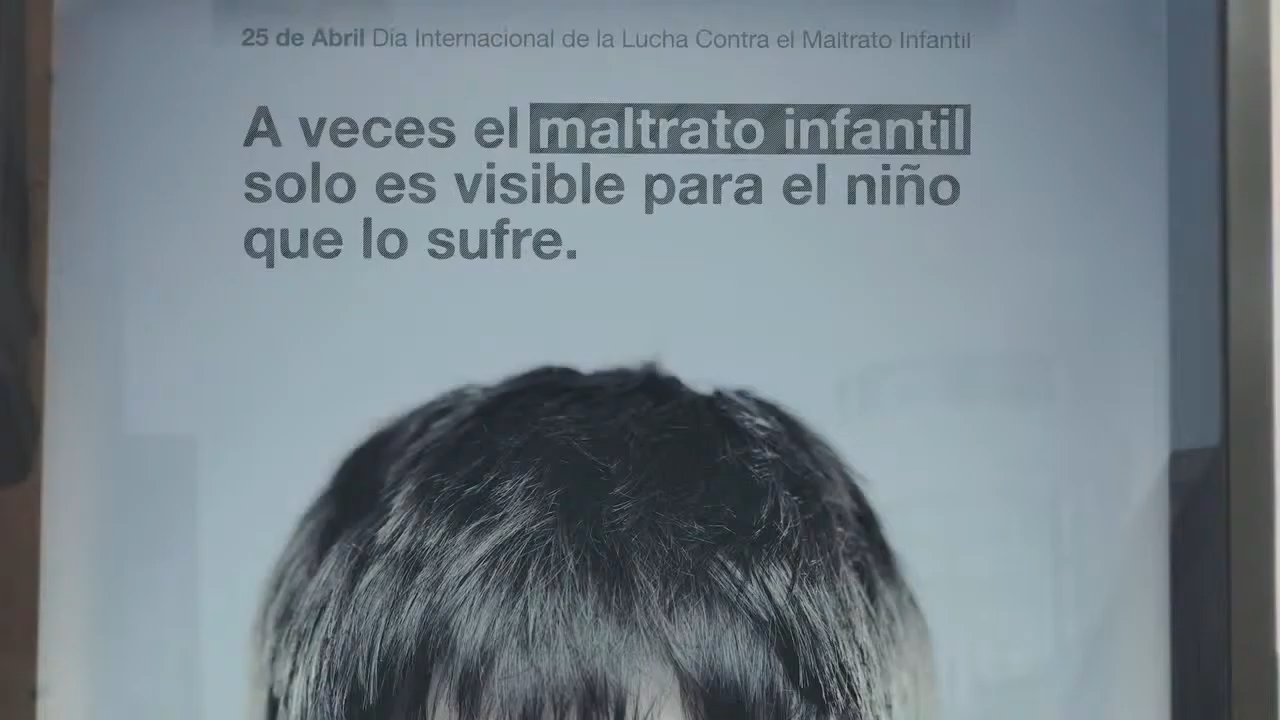 25 de Abril Día Internacional de la Lucha Contra el Maltrato Infantil
A veces el maltrato infantil
solo es visible para el niño
que lo sufre.